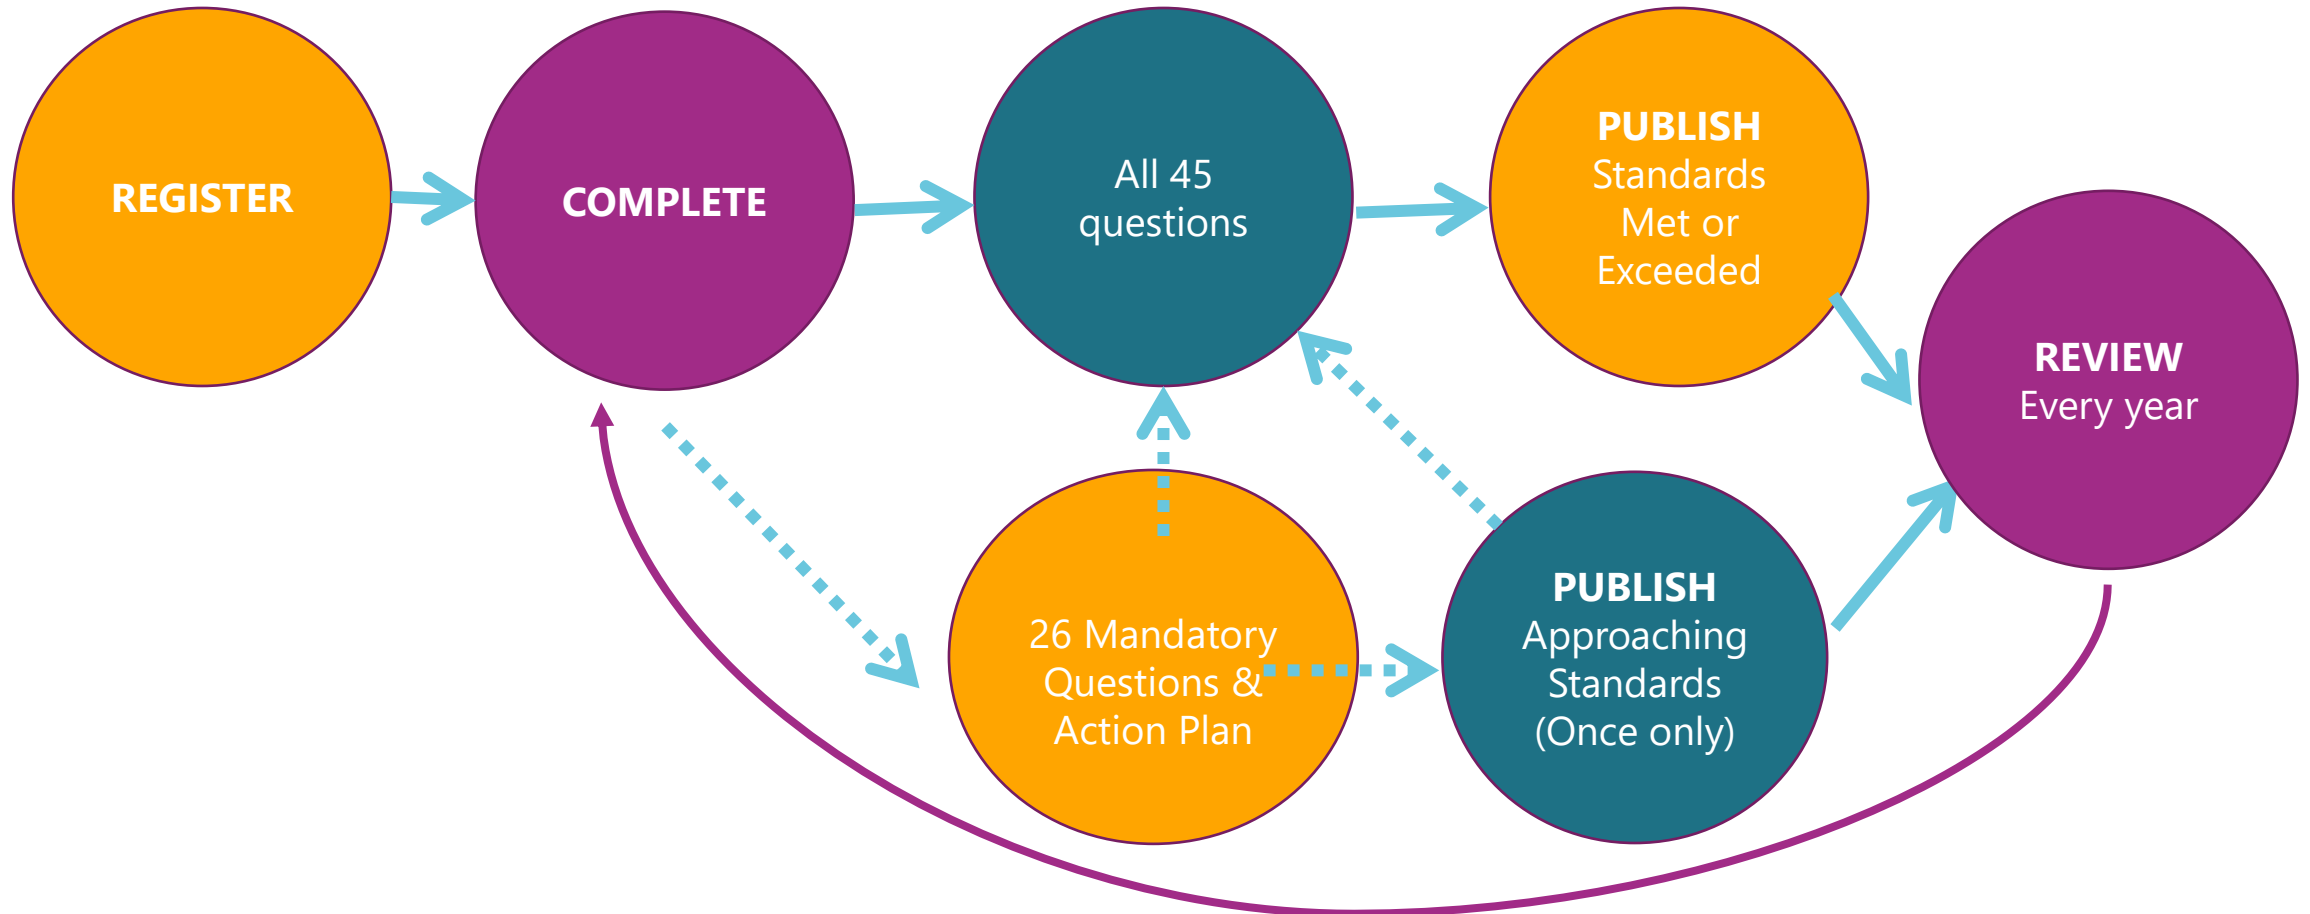 REGISTER
COMPLETE
All 45
questions
PUBLISH
Standards
Met or
Exceeded
REVIEW
Every year
26 Mandatory
Questions &
Action Plan
PUBLISH
Approaching
Standards
(Once only)